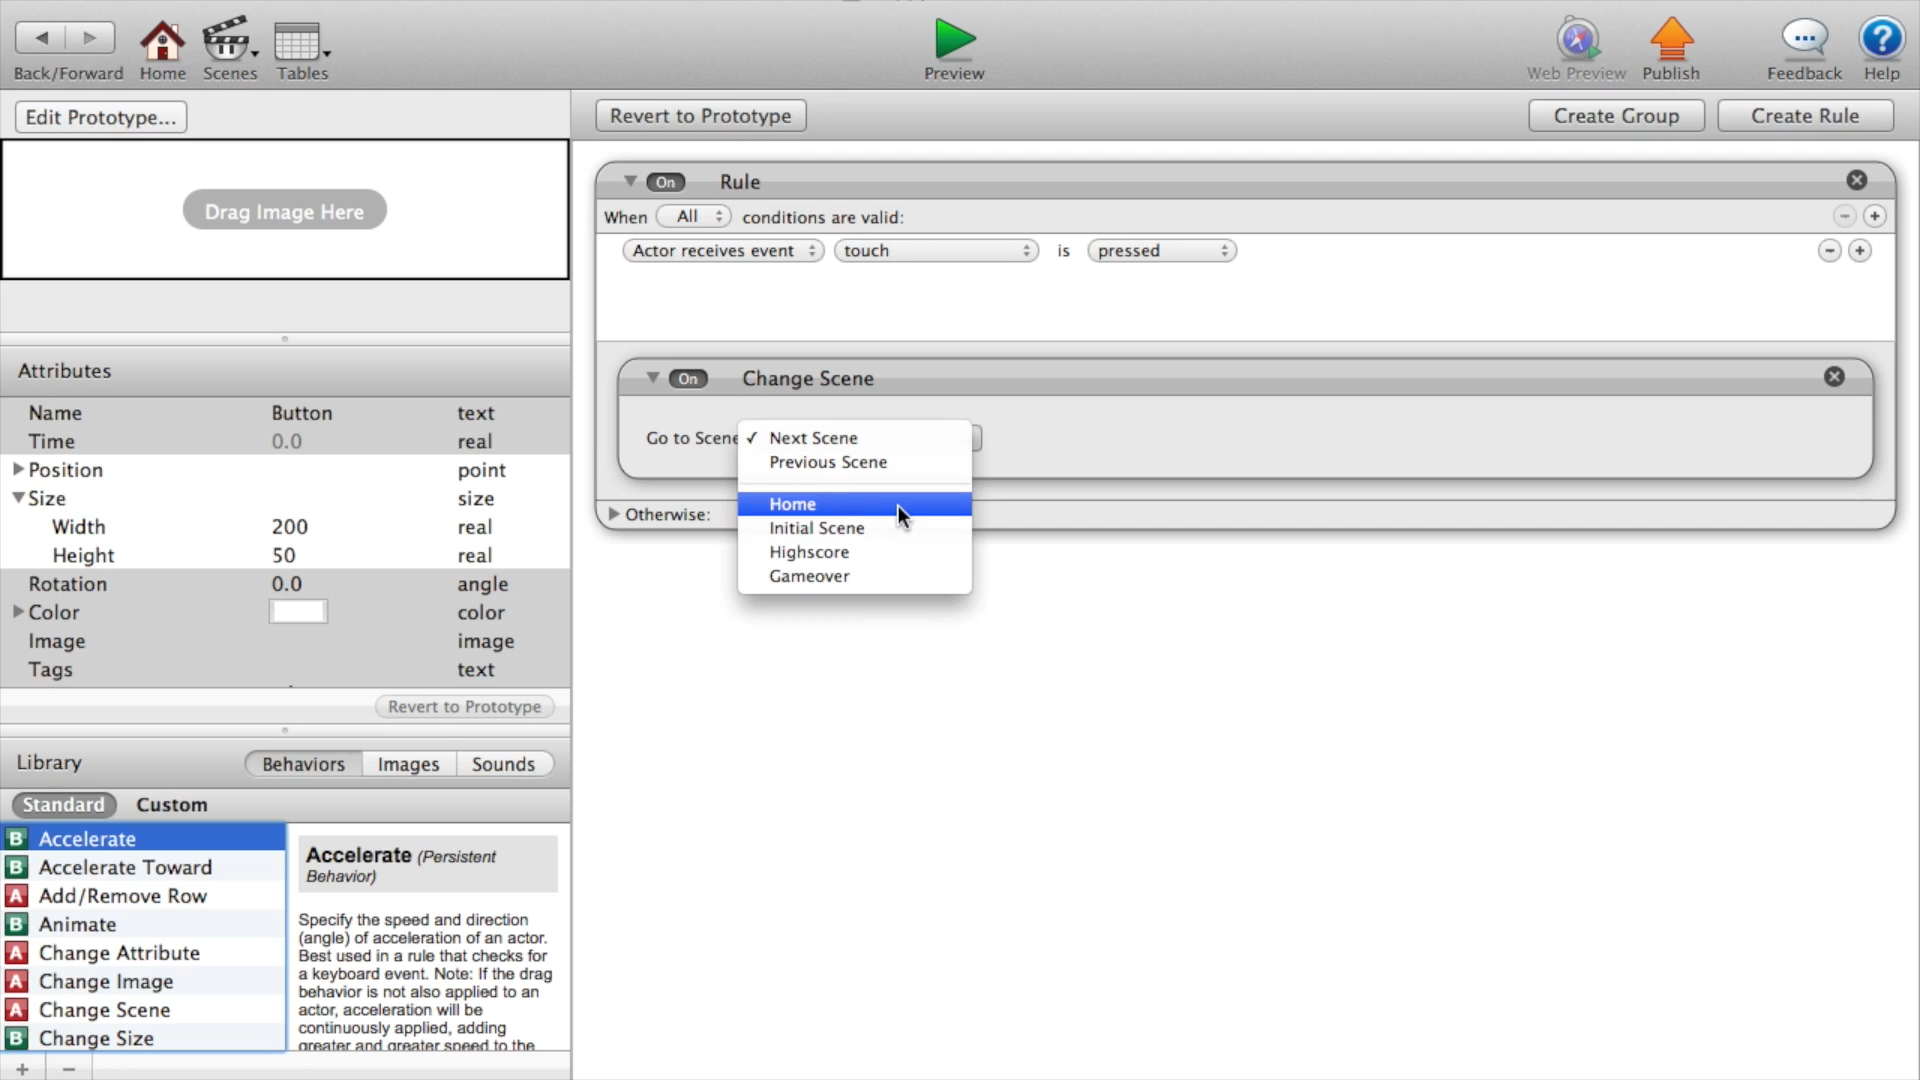 Back/Forward
Home
Scenes
Tables
Preview
Web Preview
Publish
Feedback
Help
Edit Prototype...
Revert to Prototype
Create Group
Create Rule
Drag Image Here
On
Rule
When All conditions are valid:
Actor receives event touch is pressed
On
Change Scene
Go to Scene
✓ Next Scene
Previous Scene
Home
Initial Scene
Highscore
Gameover
Otherwise:
Attributes
Name Button text
Time 0.0 real
Position point
Size size
Width 200 real
Height 50 real
Rotation 0.0 angle
Color color
Image image
Tags text
Revert to Prototype
Library
Behaviors
Images
Sounds
Standard
Custom
B Accelerate
B Accelerate Toward
A Add/Remove Row
B Animate
A Change Attribute
A Change Image
A Change Scene
B Change Size
Accelerate (Persistent
Behavior)
Specify the speed and direction
(angle) of acceleration of an actor.
Best used in a rule that checks for
a keyboard event. Note: If the drag
behavior is not also applied to an
actor, acceleration will be
continuously applied, adding
greater and greater speed to the